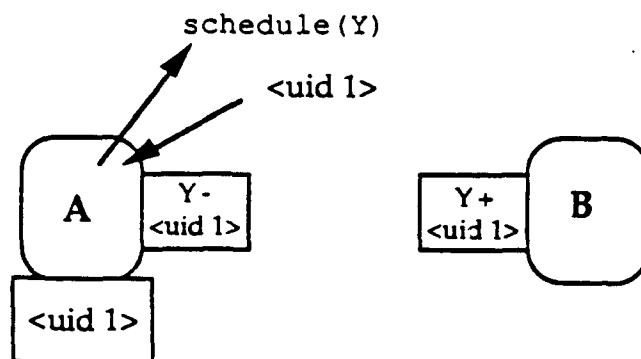 schedule(Y)
<uid 1>
A
Y-
<uid 1>
Y+
<uid 1>
B
<uid 1>